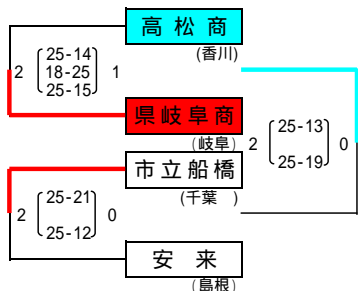 高松商
(香川)
2 25-14 1
18-25
25-15
県岐阜商
(岐阜)
2 25-13 0
25-19
市立船橋
(千葉 )
2 25-21 0
25-12
安来
(島根)